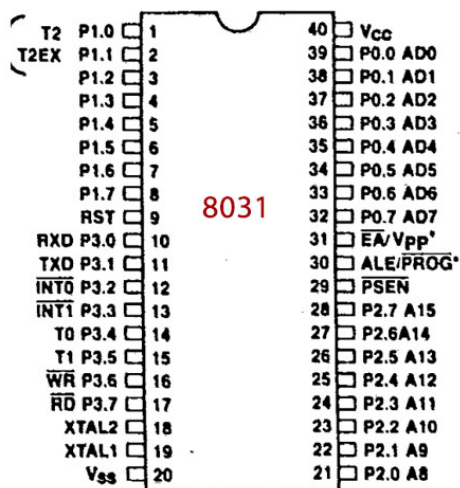 T2 P1.0 1
T2EX P1.1 2
P1.2 3
P1.3 4
P1.4 5
P1.5 6
P1.6 7
P1.7 8
RST 9
RXD P3.0 10
TXD P3.1 11
INT0 P3.2 12
INT1 P3.3 13
T0 P3.4 14
T1 P3.5 15
WR P3.6 16
RD P3.7 17
XTAL2 18
XTAL1 19
Vss 20
8031
40 Vcc
39 P0.0 AD0
38 P0.1 AD1
37 P0.2 AD2
36 P0.3 AD3
35 P0.4 AD4
34 P0.5 AD5
33 P0.6 AD6
32 P0.7 AD7
31 EA/VPP*
30 ALE/PROG*
29 PSEN
28 P2.7 A15
27 P2.6A14
26 P2.5 A13
25 P2.4 A12
24 P2.3 A11
23 P2.2 A10
22 P2.1 A9
21 P2.0 A8